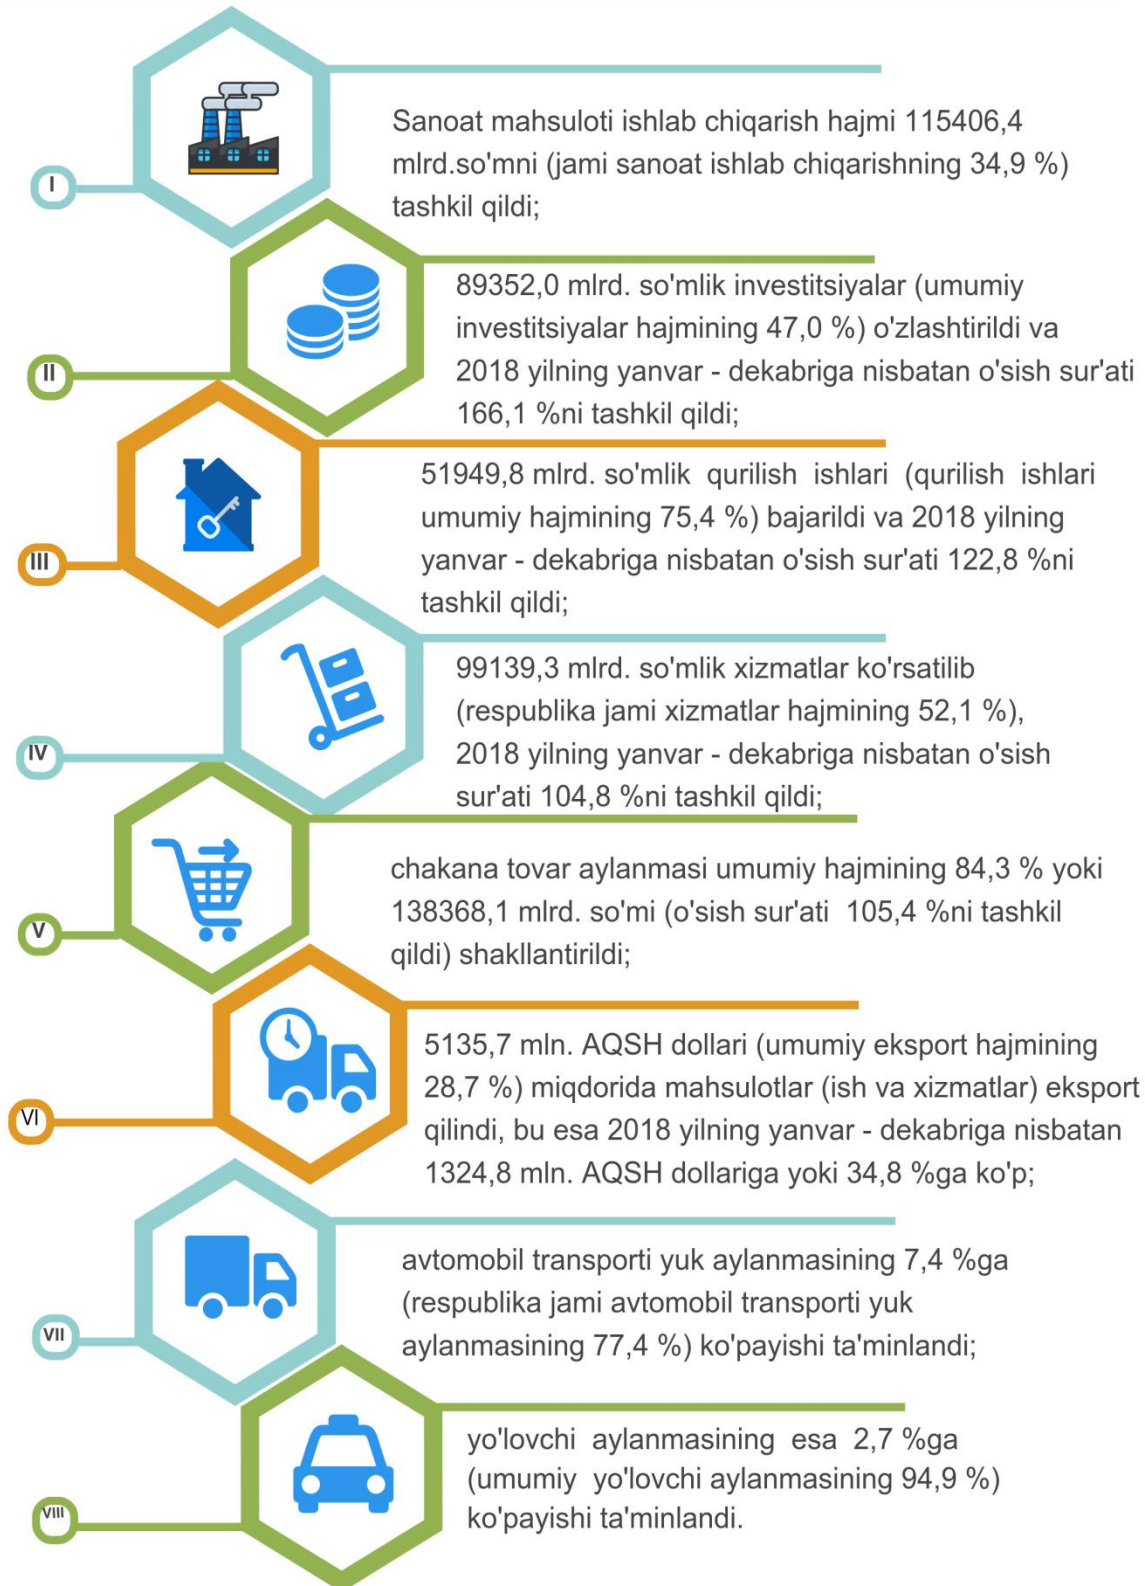 I
Sanoat mahsuloti ishlab chiqarish hajmi 115406,4
mlrd.so'mni (jami sanoat ishlab chiqarishning 34,9 %)
tashkil qildi;
II
89352,0 mlrd. so'mlik investitsiyalar (umumiy
investitsiyalar hajmining 47,0 %) o'zlashtirildi va
2018 yilning yanvar - dekabriga nisbatan o'sish sur'ati
166,1 %ni tashkil qildi;
III
51949,8 mlrd. so'mlik qurilish ishlari (qurilish ishlari
umumiy hajmining 75,4 %) bajarildi va 2018 yilning
yanvar - dekabriga nisbatan o'sish sur'ati 122,8 %ni
tashkil qildi;
IV
99139,3 mlrd. so'mlik xizmatlar ko'rsatilib
(respublika jami xizmatlar hajmining 52,1 %),
2018 yilning yanvar - dekabriga nisbatan o'sish
sur'ati 104,8 %ni tashkil qildi;
V
chakana tovar aylanmasi umumiy hajmining 84,3 % yoki
138368,1 mlrd. so'mi (o'sish sur'ati 105,4 %ni tashkil
qildi) shakllantirildi;
VI
5135,7 mln. AQSH dollari (umumiy eksport hajmining
28,7 %) miqdorida mahsulotlar (ish va xizmatlar) eksport
qilindi, bu esa 2018 yilning yanvar - dekabriga nisbatan
1324,8 mln. AQSH dollariga yoki 34,8 %ga ko'p;
VII
avtomobil transporti yuk aylanmasining 7,4 %ga
(respublika jami avtomobil transporti yuk
aylanmasining 77,4 %) ko'payishi ta'minlandi;
VIII
yo'lovchi aylanmasining esa 2,7 %ga
(umumiy yo'lovchi aylanmasining 94,9 %)
ko'payishi ta'minlandi.